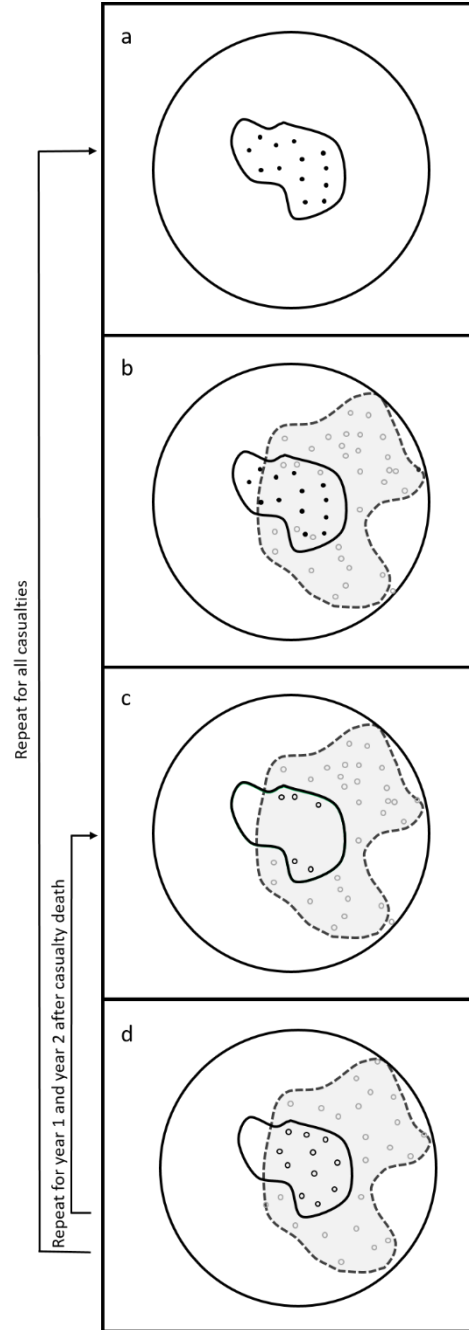 a
b
c
d
Repeat for all casualties
Repeat for year 1 and year 2 after casualty death